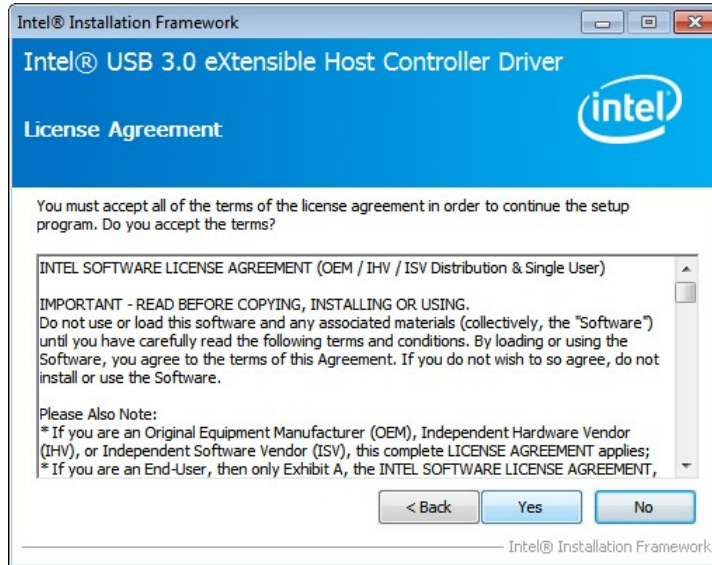 Intel® Installation Framework
Intel® USB 3.0 eXtensible Host Controller Driver
intel
License Agreement
You must accept all of the terms of the license agreement in order to continue the setup
program. Do you accept the terms?
INTEL SOFTWARE LICENSE AGREEMENT (OEM / IHV / ISV Distribution & Single User)
IMPORTANT - READ BEFORE COPYING, INSTALLING OR USING.
Do not use or load this software and any associated materials (collectively, the "Software")
until you have carefully read the following terms and conditions. By loading or using the
Software, you agree to the terms of this Agreement. If you do not wish to so agree, do not
install or use the Software.
Please Also Note:
* If you are an Original Equipment Manufacturer (OEM), Independent Hardware Vendor
(IHV), or Independent Software Vendor (ISV), this complete LICENSE AGREEMENT applies;
* If you are an End-User, then only Exhibit A, the INTEL SOFTWARE LICENSE AGREEMENT,
< Back Yes No
Intel® Installation Framework